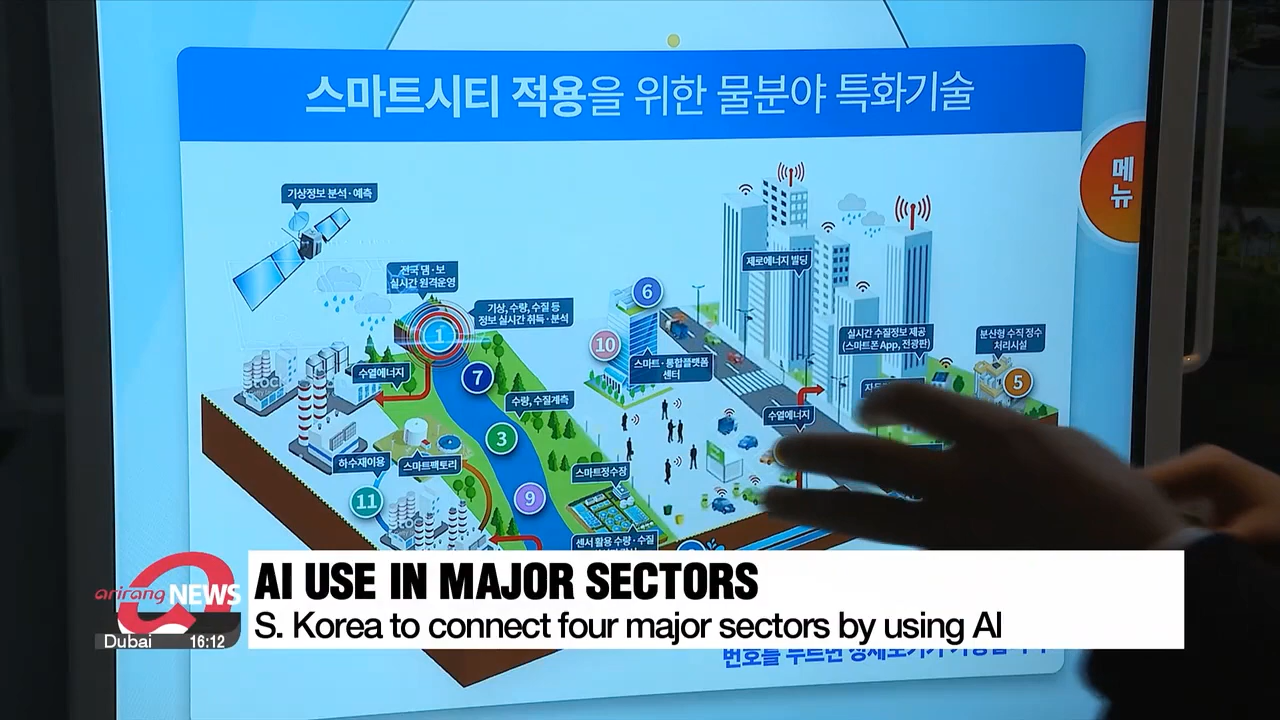 스마트시티 적용을 위한 물분야 특화기술
메뉴
기상정보 분석·예측
전국 댐·보
실시간 원격운영
기상, 수량, 수질 등
정보 실시간 취득·분석
제로에너지 빌딩
6
1
10
실시간 수질정보 제공
(스마트폰 App, 전광판)
분산형 수직 정수
처리시설
스마트·통합플랫폼
센터
수열에너지
7
5
수량, 수질계측
수열에너지
3
하수재이용
스마트팩토리
스마트정수장
11
9
센서 활용 수량·수질
arirang NEWS
Dubai 16:12
AI USE IN MAJOR SECTORS
S. Korea to connect four major sectors by using AI